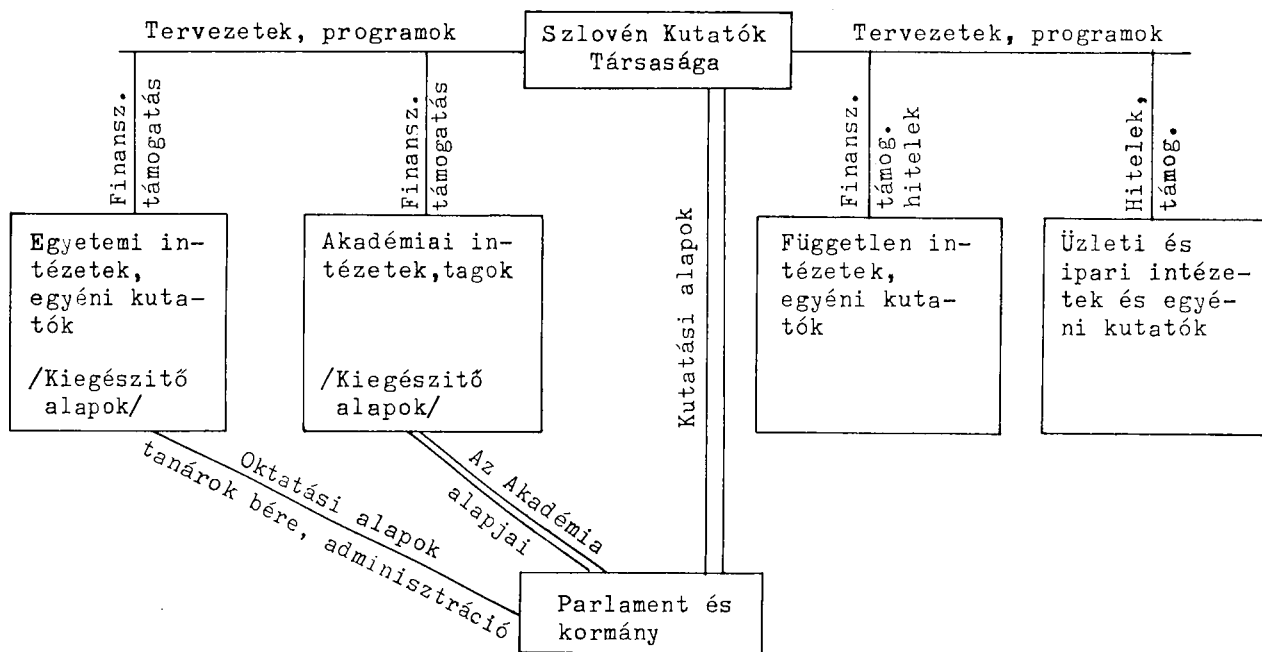 Tervezetek, programok
Szlovén Kutatók
Társasága
Tervezetek, programok
Finansz.
támogatás
Finansz.
támogatás
Kutatási alapok
Finansz.
támog.
hitelek
Hitelek,
támog.
Egyetemi in-
tézetek,
egyéni kuta-
tók
/Kiegészitő
alapok/
Akadémiai in-
tézetek,tagok
/Kiegészitő
alapok/
Független in-
tézetek,
egyéni kuta-
tók
Üzleti és
ipari intéze-
tek és egyé-
ni kutatók
Oktatási alapok
tanárok bére, adminisztráció
Az Akadémia
alapjai
Parlament és
kormány